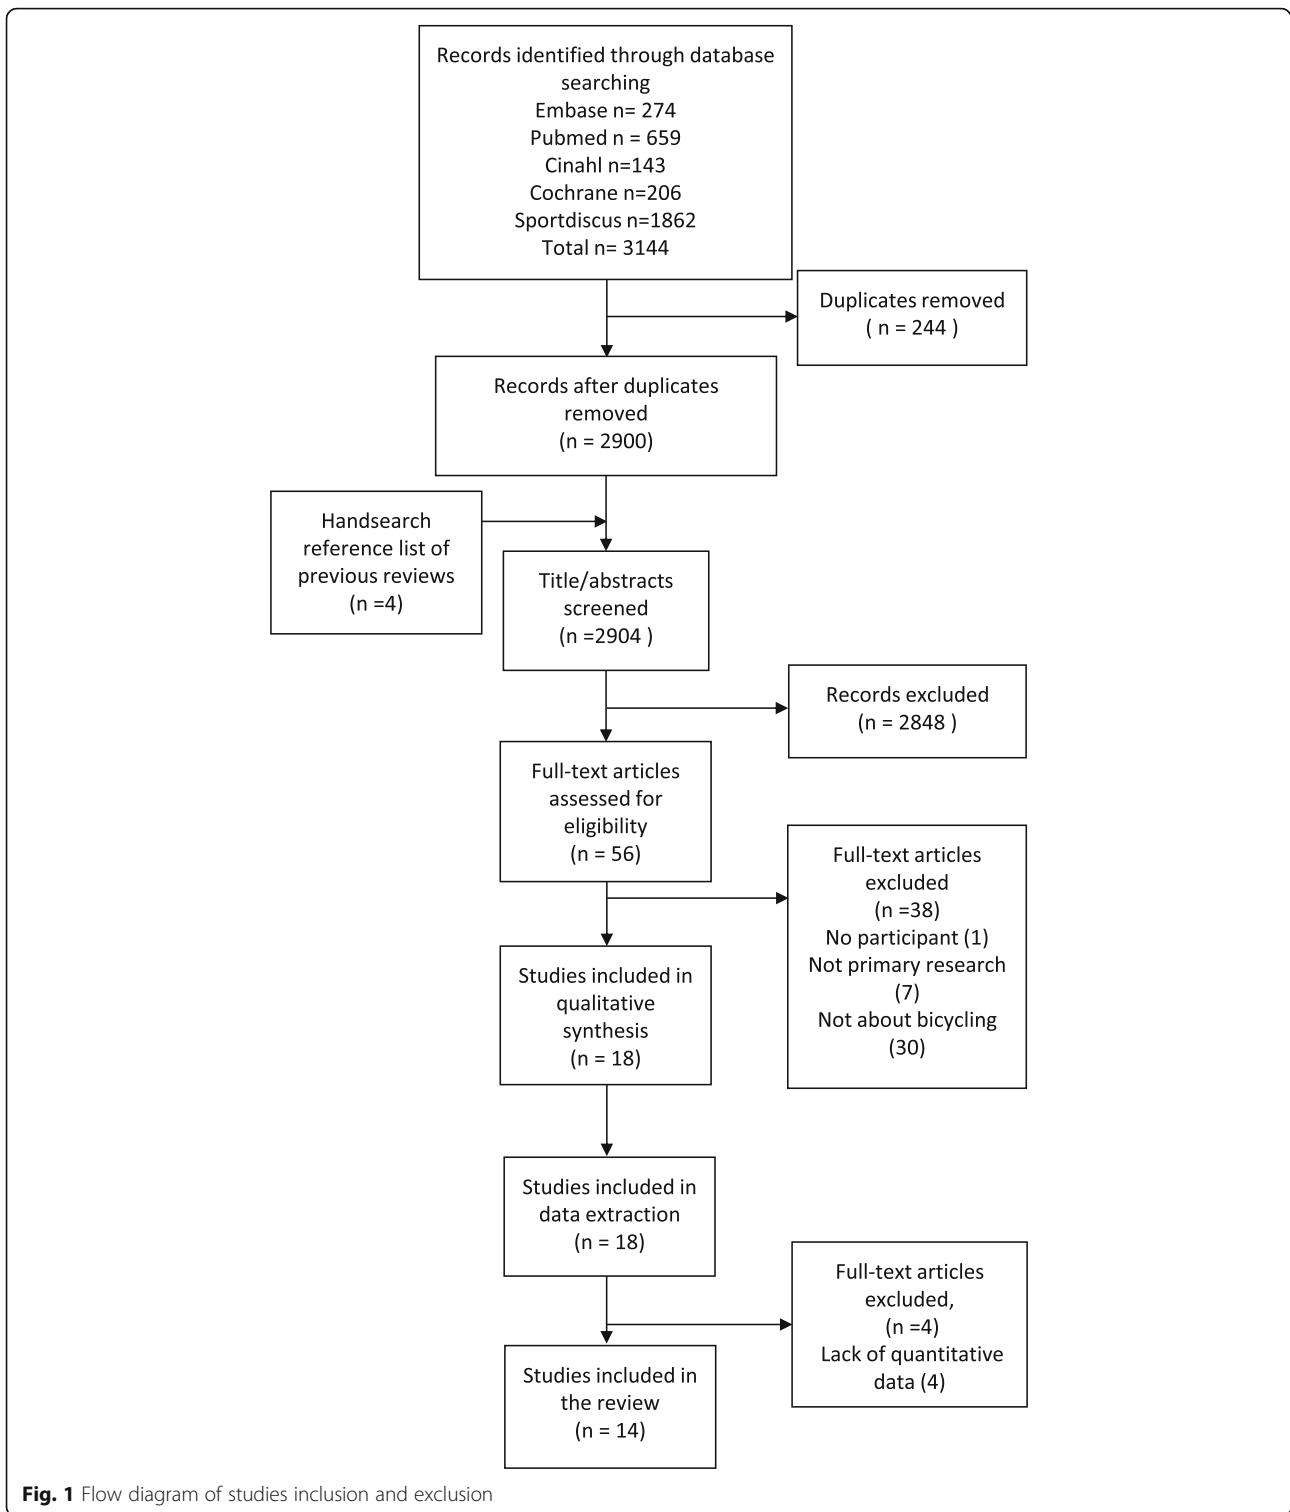 Records identified through database
searching
Embase n= 274
Pubmed n = 659
Cinahl n=143
Cochrane n=206
Sportdiscus n=1862
Total n= 3144
Duplicates removed
( n = 244 )
Records after duplicates
removed
(n = 2900)
Handsearch
reference list of
previous reviews
(n =4)
Title/abstracts
screened
(n =2904 )
Records excluded
(n = 2848 )
Full-text articles
assessed for
eligibility
(n = 56)
Full-text articles
excluded
(n =38)
No participant (1)
Not primary research
(7)
Not about bicycling
(30)
Studies included in
qualitative
synthesis
(n = 18)
Studies included in
data extraction
(n = 18)
Full-text articles
excluded,
(n =4)
Lack of quantitative
data (4)
Studies included in
the review
(n = 14)
Fig. 1 Flow diagram of studies inclusion and exclusion